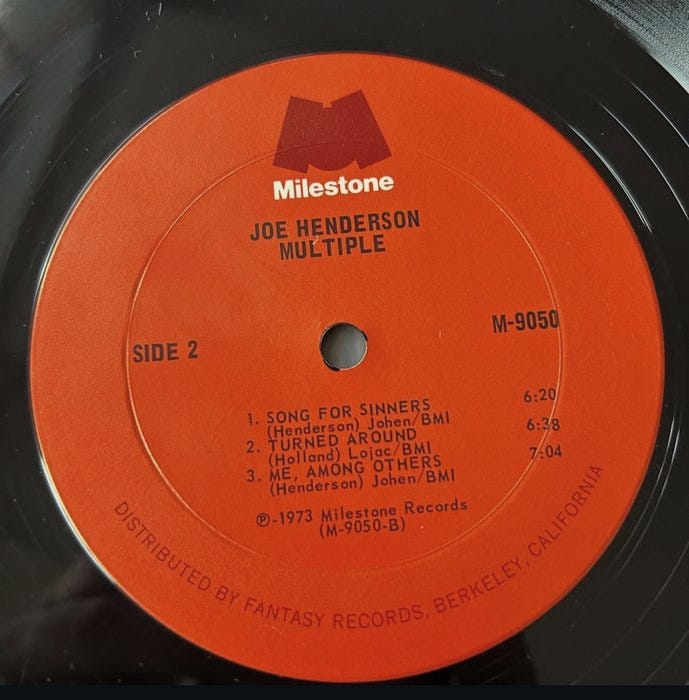 Milestone
JOE HENDERSON
MULTIPLE
SIDE 2
M-9050
1. SONG FOR SINNERS 6:20
(Henderson) Johen/BMI
2. TURNED AROUND 6:38
(Holland) Lojac/BMI
3. ME, AMONG OTHERS 7:04
(Henderson) Johen/BMI
℗-1973 Milestone Records
(M-9050-B)
DISTRIBUTED BY FANTASY RECORDS, BERKELEY, CALIFORNIA